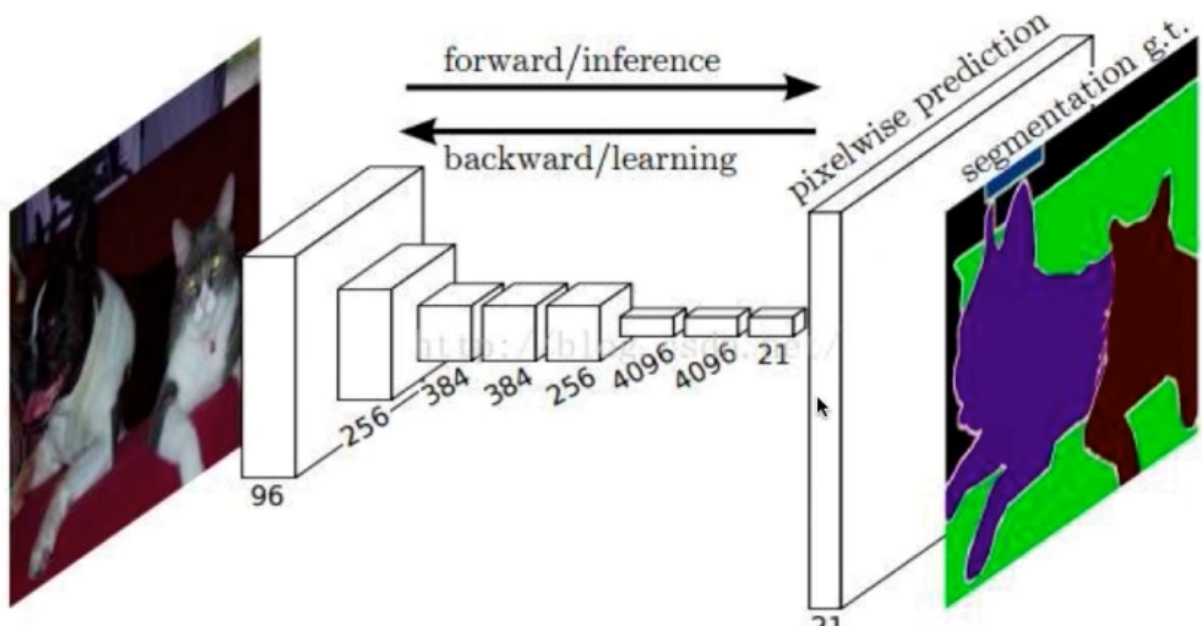 forward/inference
backward/learning
pixelwise prediction
segmentation g.t.
96
256
384
384
256
4096
4096
21
21